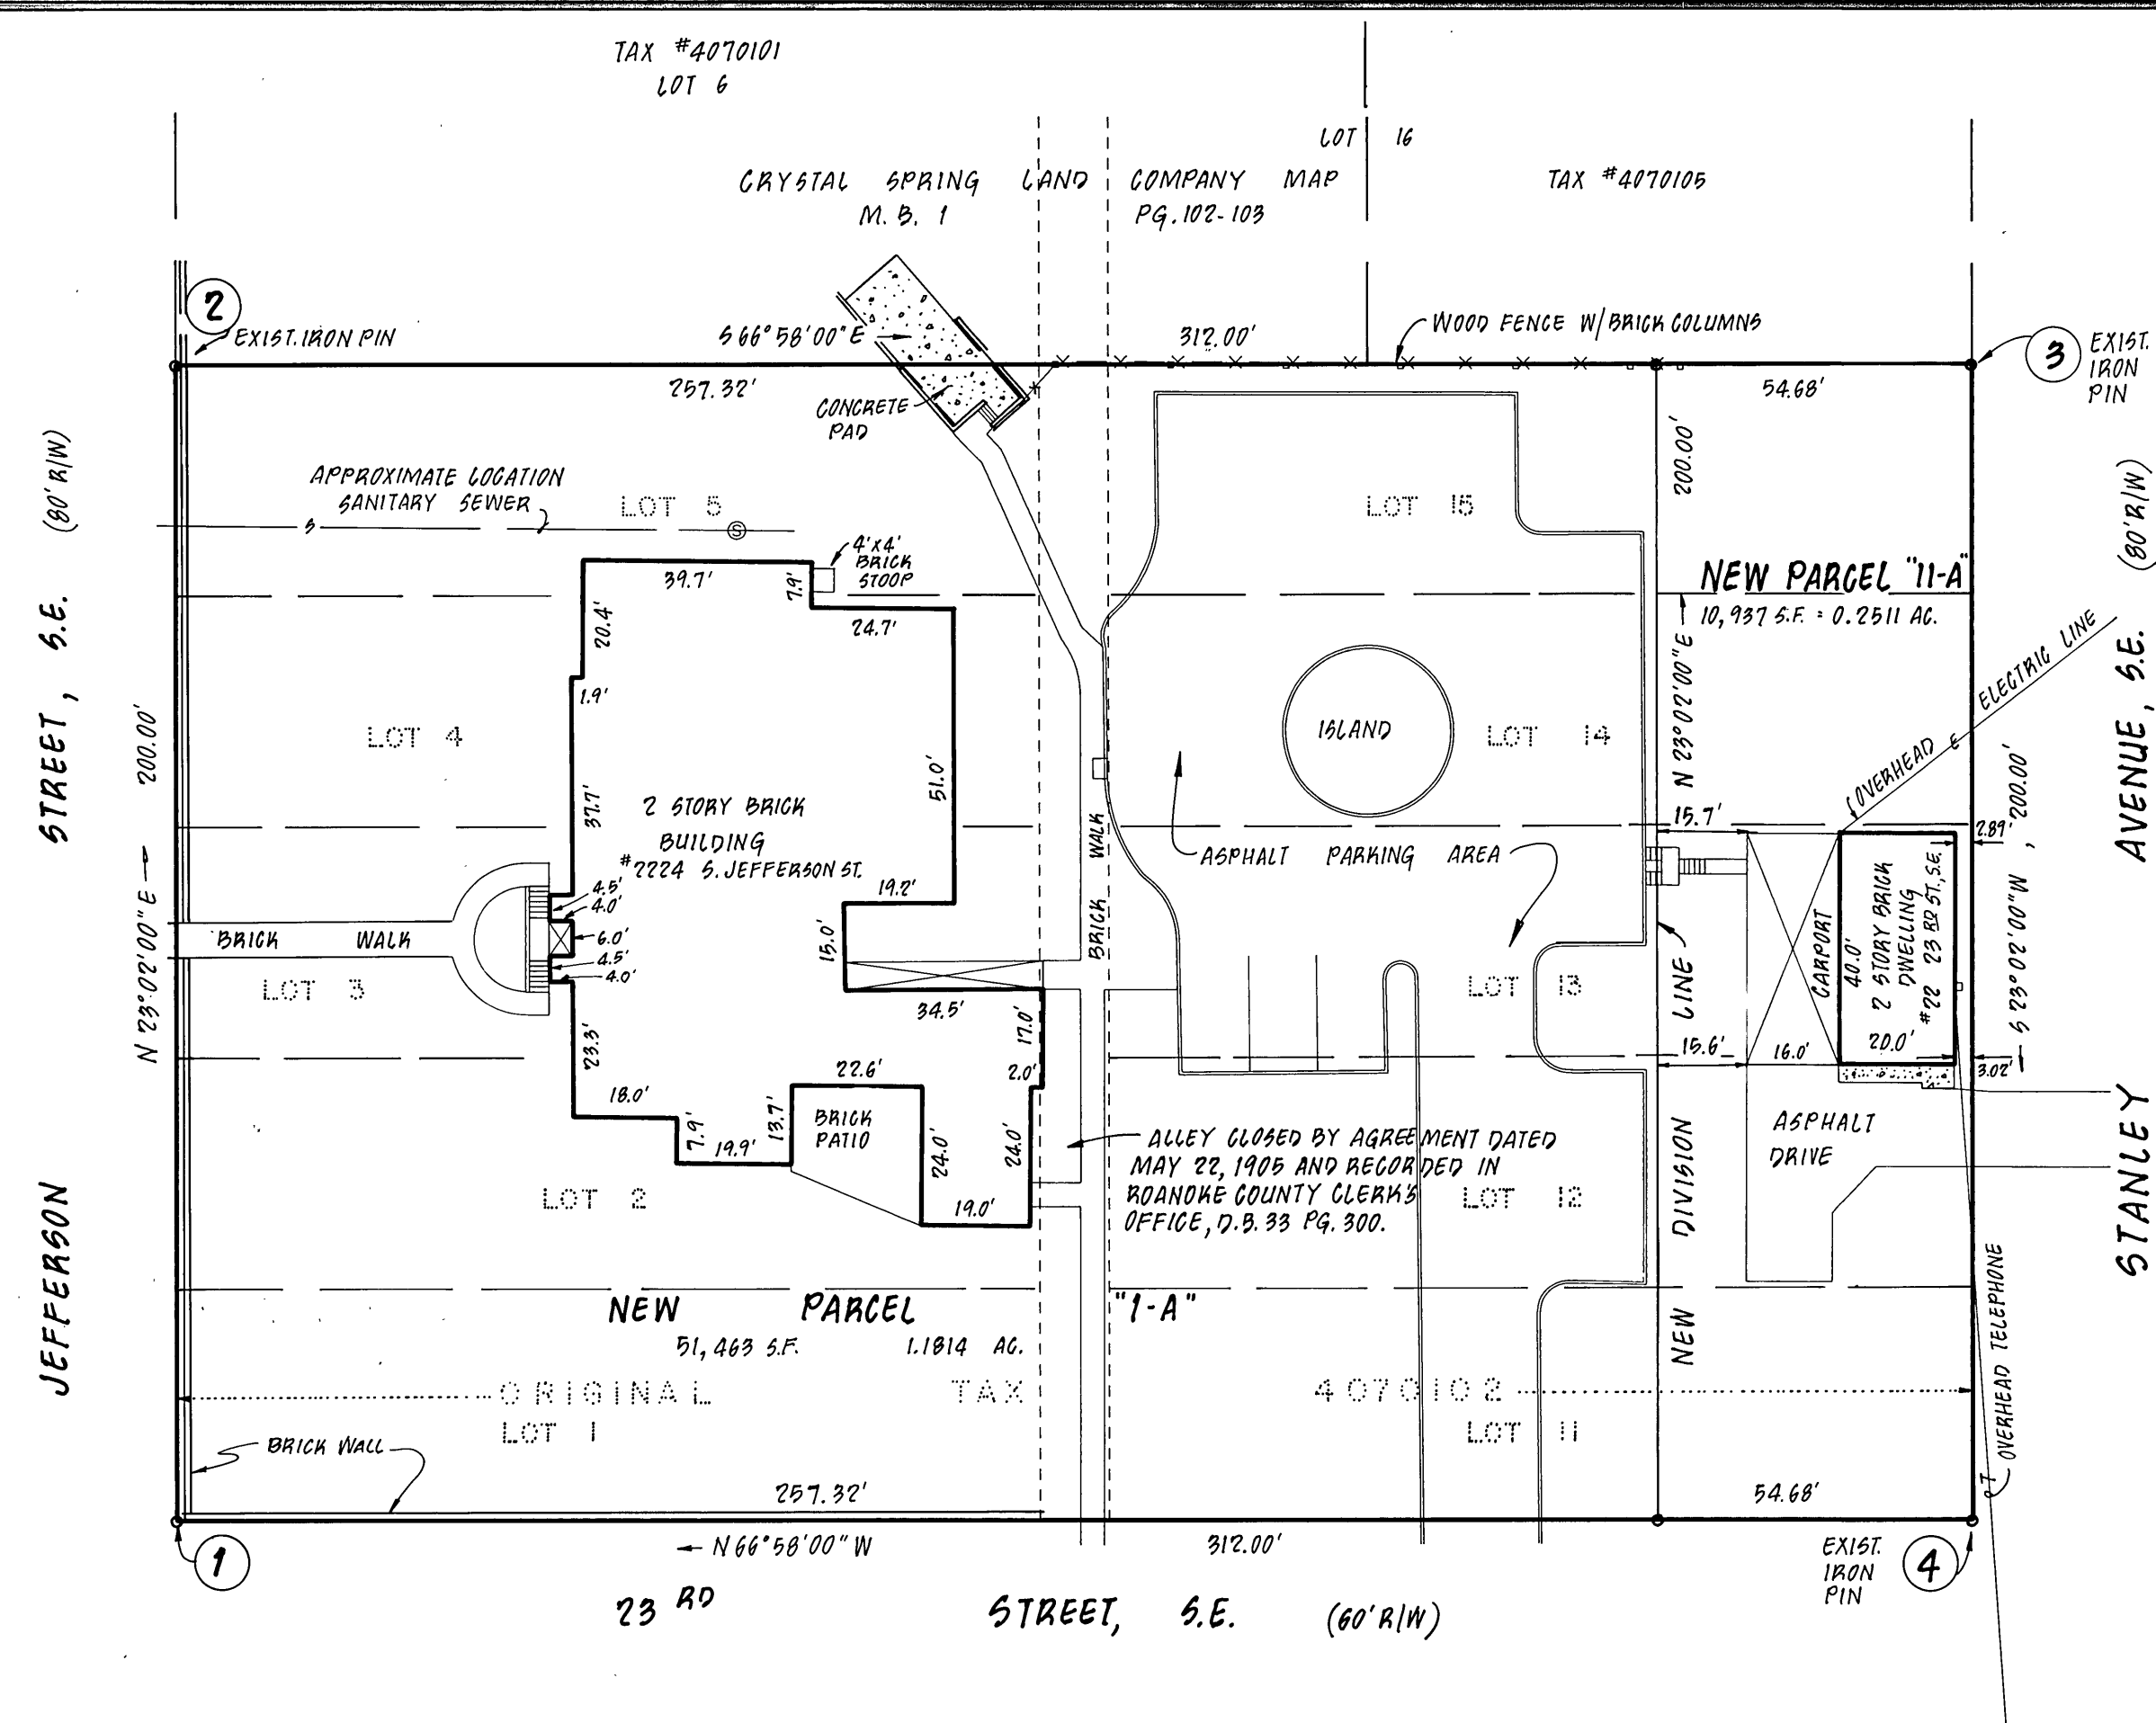 TAX #4070101
LOT 6
LOT 16
CRYSTAL SPRING LAND COMPANY MAP
M. B. 1 PG. 102-103
TAX #4070105
2
EXIST. IRON PIN
S 66°58'00" E
312.00'
WOOD FENCE W/BRICK COLUMNS
3
EXIST.
IRON
PIN
257.32'
54.68'
CONCRETE
PAD
200.00'
APPROXIMATE LOCATION
SANITARY SEWER
S
LOT 5
S
LOT 15
4'X4'
BRICK
STOOP
39.7'
7.9'
24.7'
20.4'
1.9'
NEW PARCEL "11-A"
10,937 S.F. = 0.2511 AC.
N 23°02'00" E
OVERHEAD E ELECTRIC LINE
LOT 4
ISLAND
LOT 14
37.7'
51.0'
2 STORY BRICK
BUILDING
#2224 S. JEFFERSON ST.
BRICK WALK
ASPHALT PARKING AREA
15.7'
2.89'
19.2'
4.5'
4.0'
6.0'
4.5'
4.0'
15.0'
BRICK WALK
LOT 3
LOT 13
CARPORT
40.0'
2 STORY BRICK
DWELLING
#22 23 RD ST., S.E.
20.0'
16.0'
15.6'
3.02'
34.5'
17.0'
2.0'
23.3'
22.6'
18.0'
7.9'
19.9'
13.7'
BRICK
PATIO
24.0'
24.0'
19.0'
ALLEY CLOSED BY AGREEMENT DATED
MAY 22, 1905 AND RECORDED IN
ROANOKE COUNTY CLERK'S
OFFICE, D.B. 33 PG. 300.
LOT 2
LOT 12
ASPHALT
DRIVE
NEW DIVISION LINE
NEW PARCEL "1-A"
51,463 S.F. 1.1814 AC.
ORIGINAL TAX 4070102
LOT 1
LOT 11
BRICK WALL
257.32'
54.68'
T
OVERHEAD TELEPHONE
1
N 66°58'00" W
312.00'
EXIST.
IRON
PIN
4
23 RD STREET, S.E. (60' R/W)
JEFFERSON STREET, S.E. (80' R/W)
N 23°02'00" E 200.00'
S 23°02'00" W, 200.00'
STANLEY AVENUE, S.E. (80' R/W)